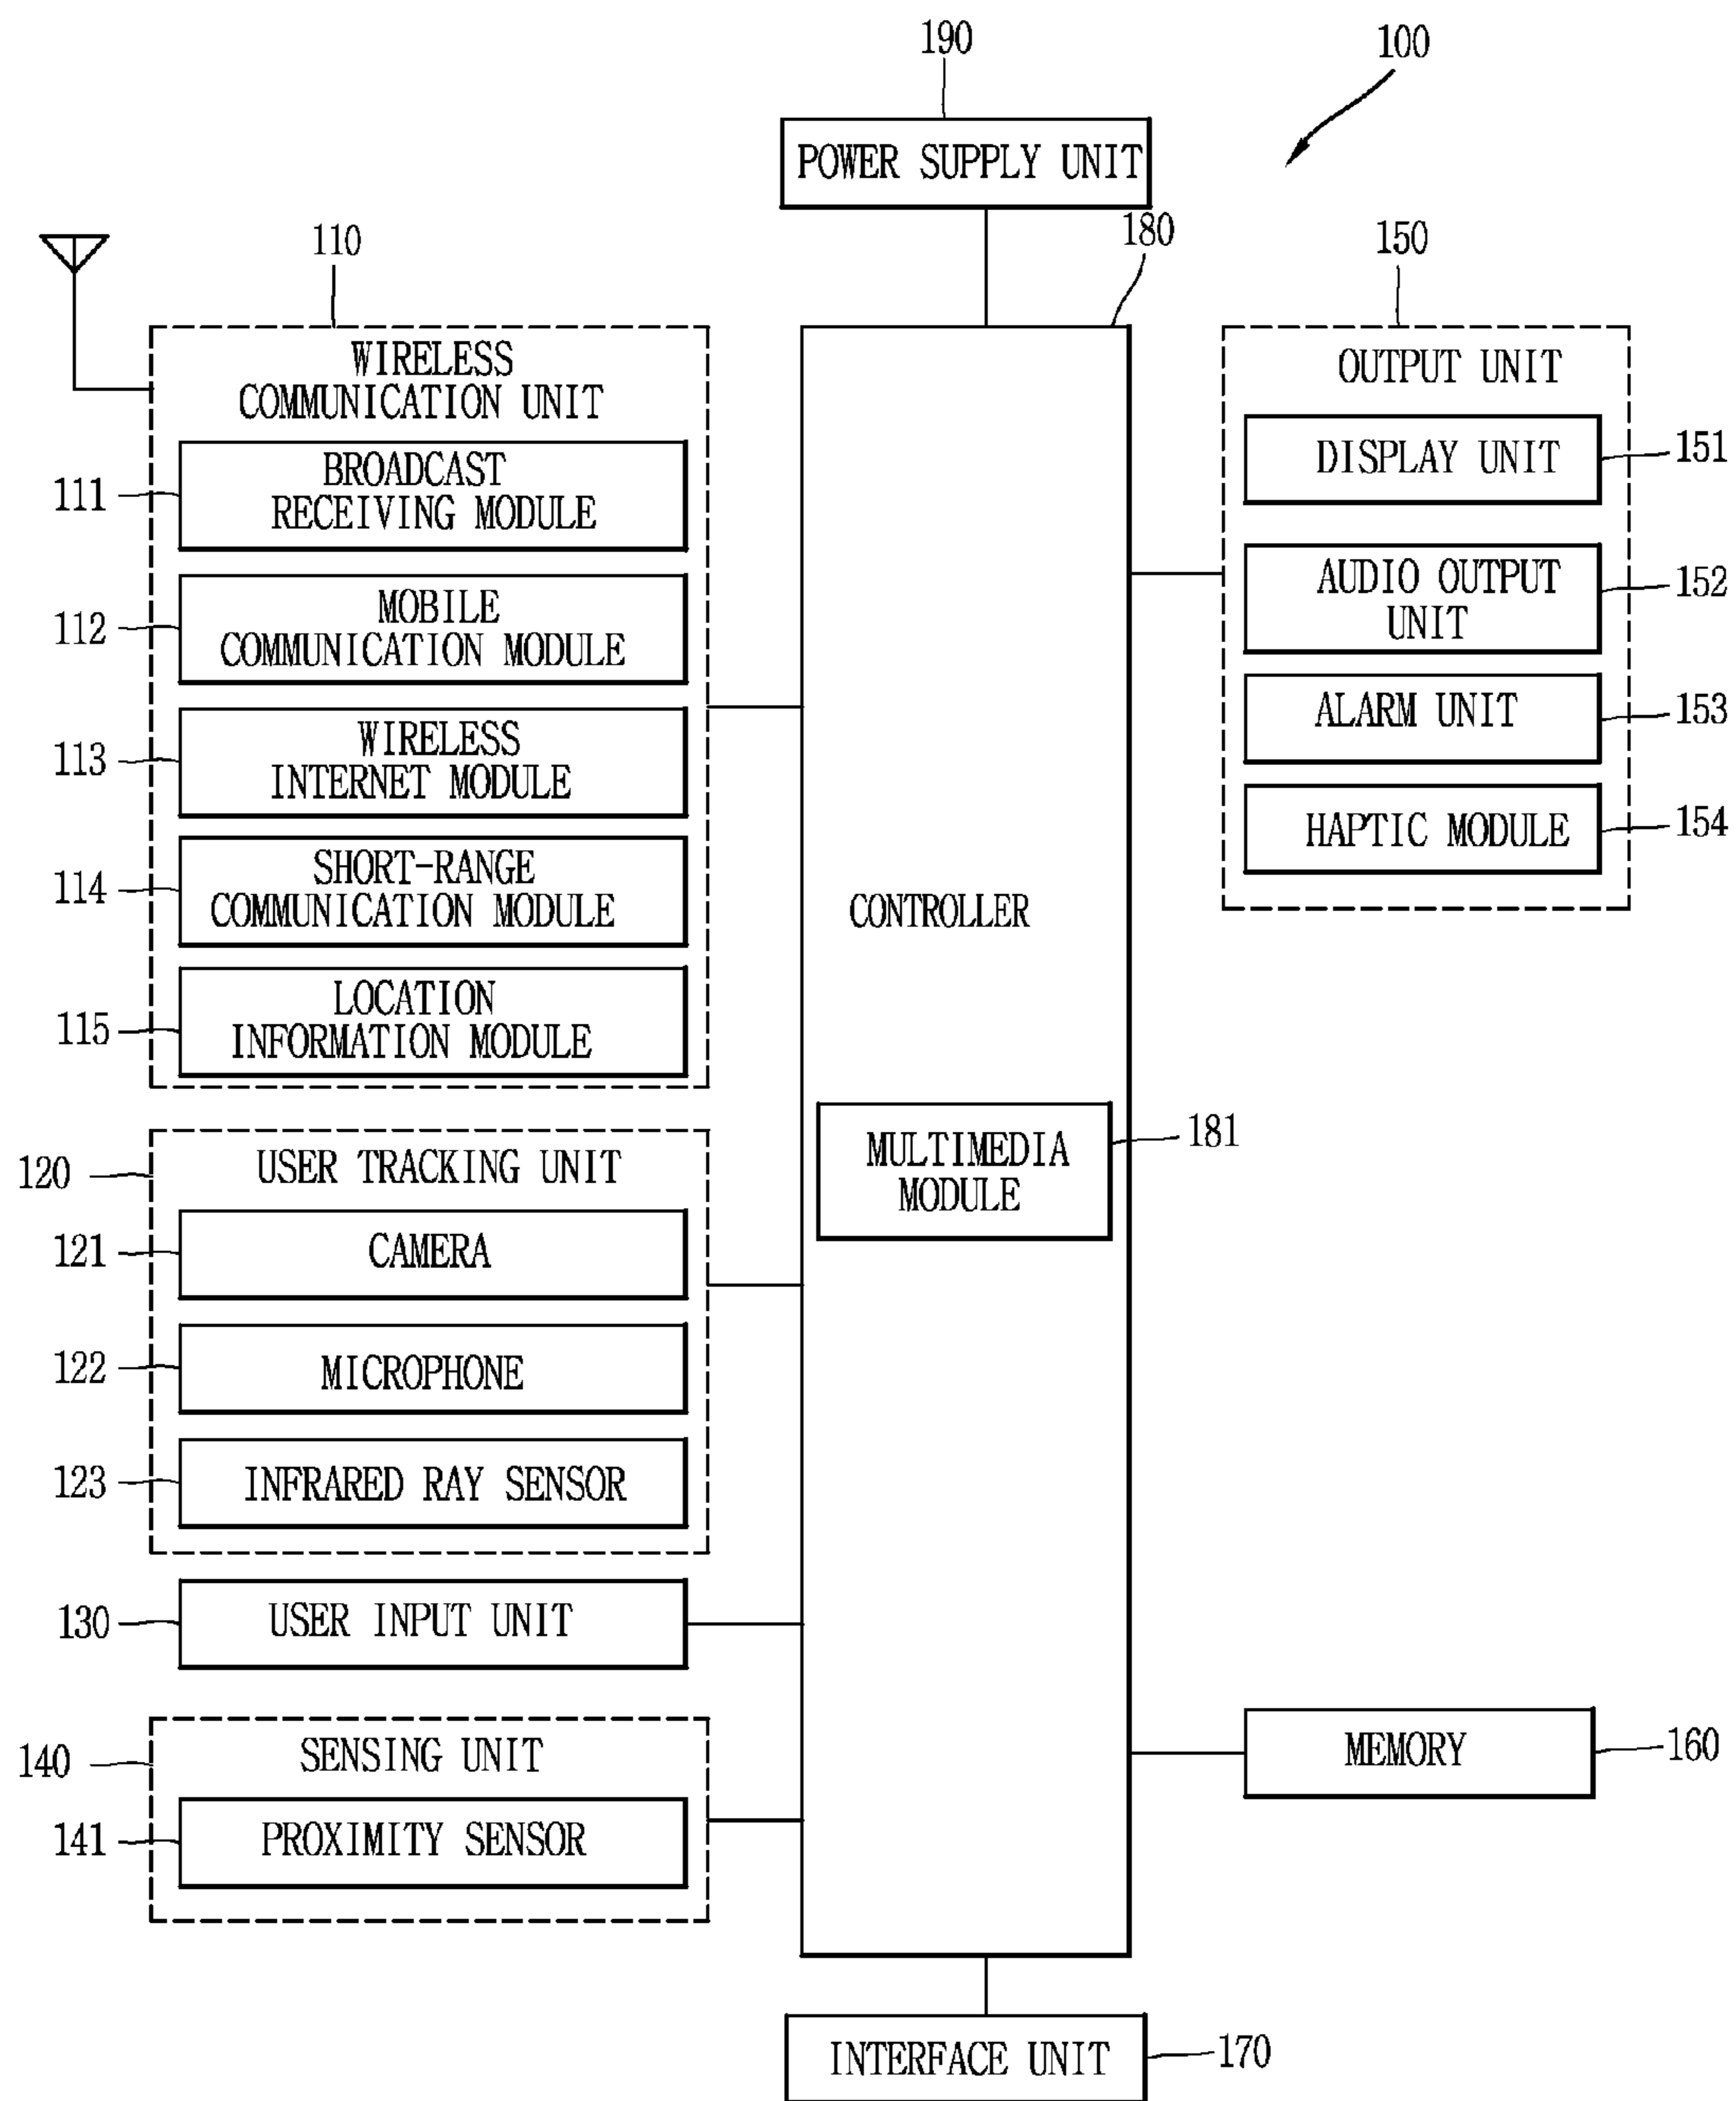 190
100
POWER SUPPLY UNIT
180
110
150
WIRELESS
COMMUNICATION UNIT
111
BROADCAST
RECEIVING MODULE
112
MOBILE
COMMUNICATION MODULE
113
WIRELESS
INTERNET MODULE
114
SHORT-RANGE
COMMUNICATION MODULE
115
LOCATION
INFORMATION MODULE
120
USER TRACKING UNIT
121
CAMERA
122
MICROPHONE
123
INFRARED RAY SENSOR
130
USER INPUT UNIT
140
SENSING UNIT
141
PROXIMITY SENSOR
CONTROLLER
MULTIMEDIA
MODULE
181
OUTPUT UNIT
DISPLAY UNIT
151
AUDIO OUTPUT
UNIT
152
ALARM UNIT
153
HAPTIC MODULE
154
MEMORY
160
INTERFACE UNIT
170